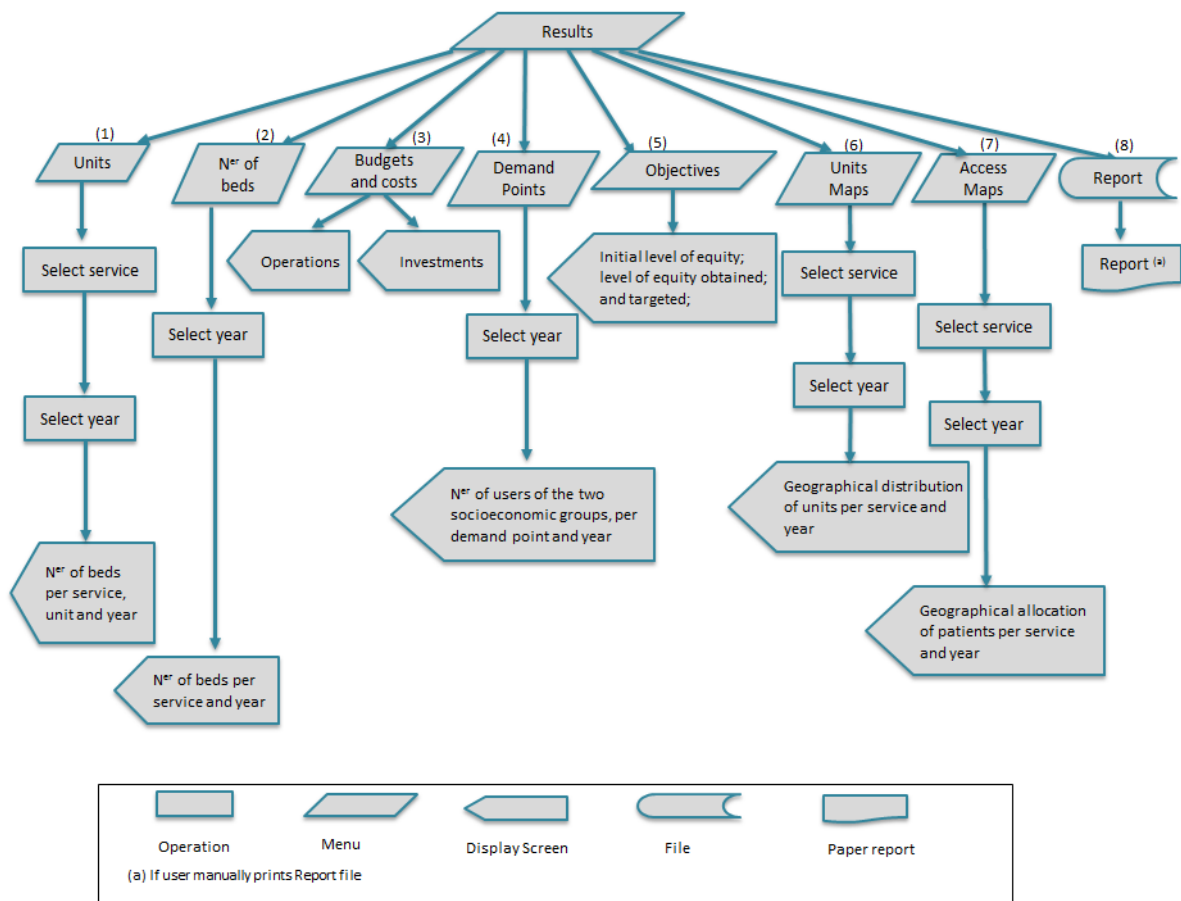 Results
(1)
Units
Select service
Select year
Nᵉʳ of beds
per service,
unit and year
(2)
Nᵉʳ of
beds
Select year
Nᵉʳ of beds per
service and year
(3)
Budgets
and costs
Operations
Investments
(4)
Demand
Points
Select year
Nᵉʳ of users of the two
socioeconomic groups, per
demand point and year
(5)
Objectives
Initial level of equity;
level of equity obtained;
and targeted;
(6)
Units
Maps
Select service
Select year
Geographical distribution
of units per service and
year
(7)
Access
Maps
Select service
Select year
Geographical allocation
of patients per service
and year
(8)
Report
Report ⁽ᵃ⁾
Operation
Menu
Display Screen
File
Paper report
(a) If user manually prints Report file